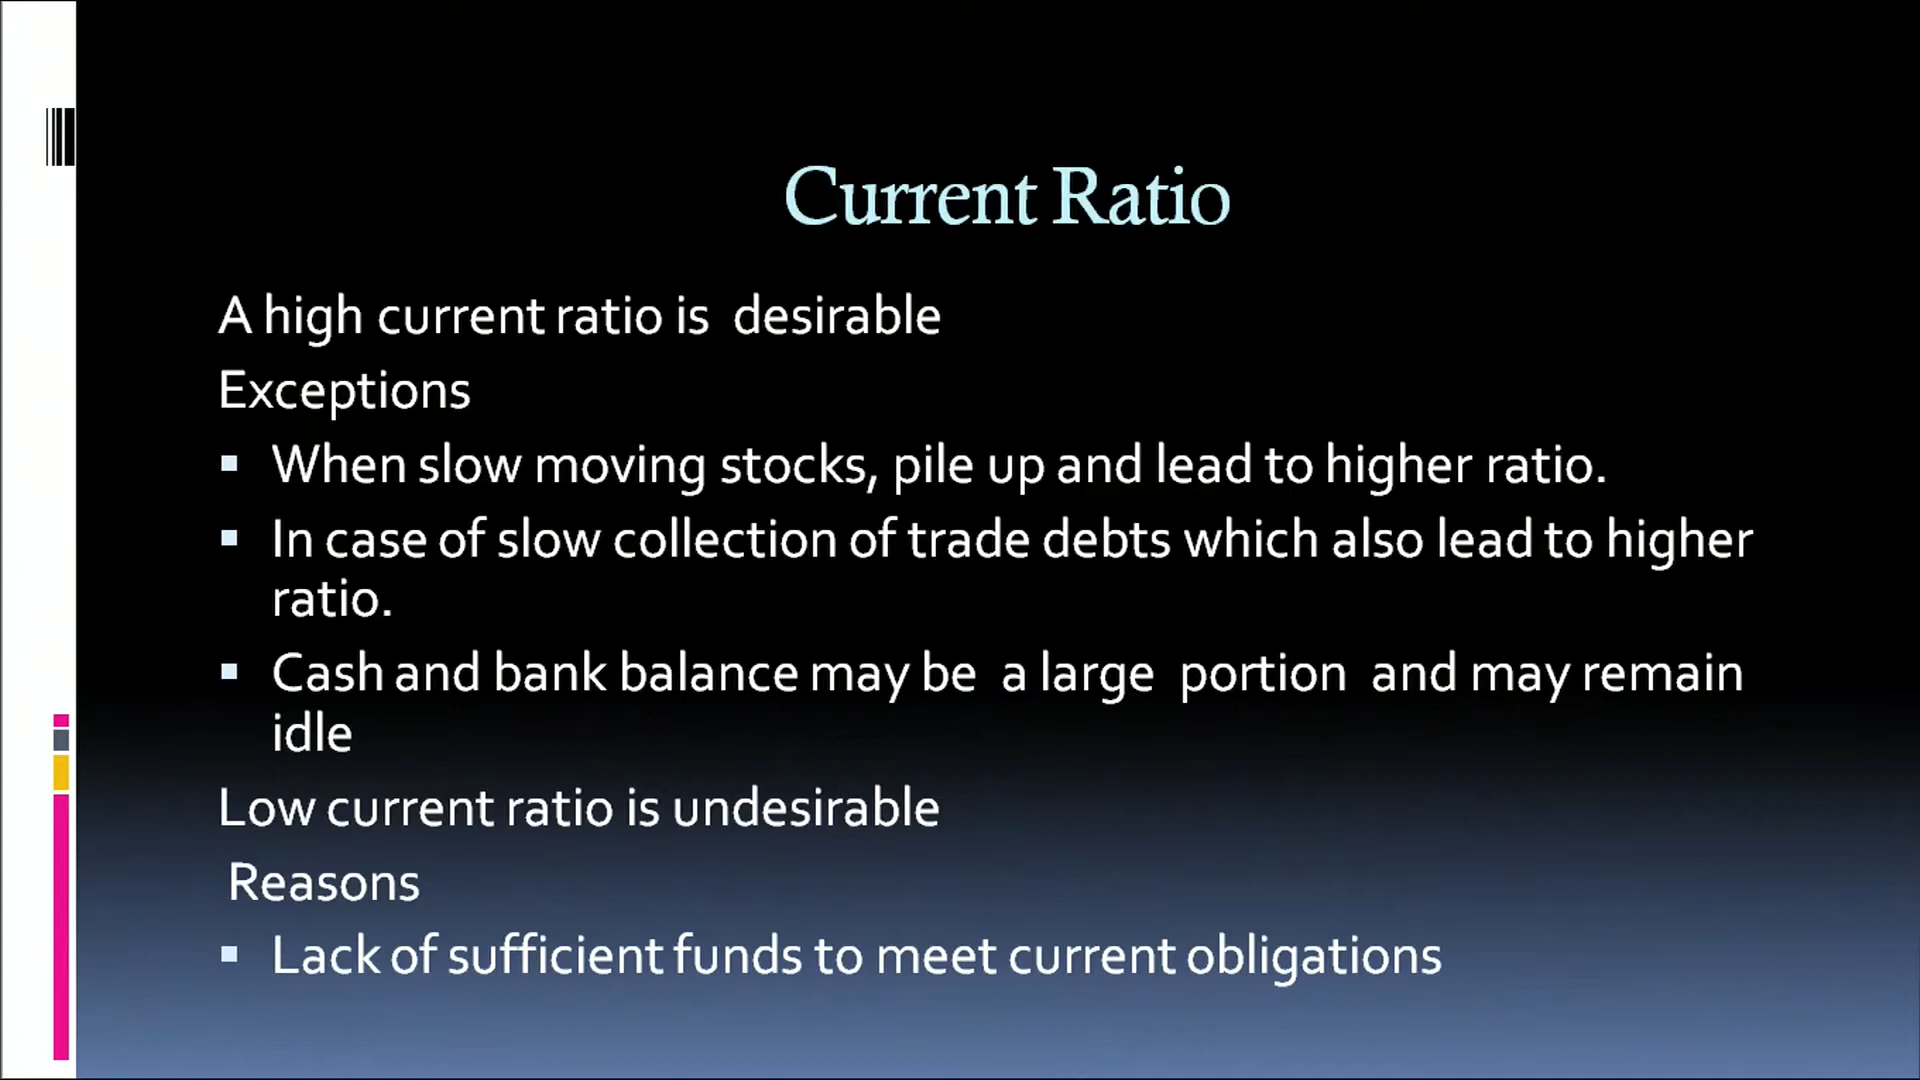 Current Ratio
A high current ratio is desirable
Exceptions
▪ When slow moving stocks, pile up and lead to higher ratio.
▪ In case of slow collection of trade debts which also lead to higher
ratio.
▪ Cash and bank balance may be a large portion and may remain
idle
Low current ratio is undesirable
Reasons
▪ Lack of sufficient funds to meet current obligations